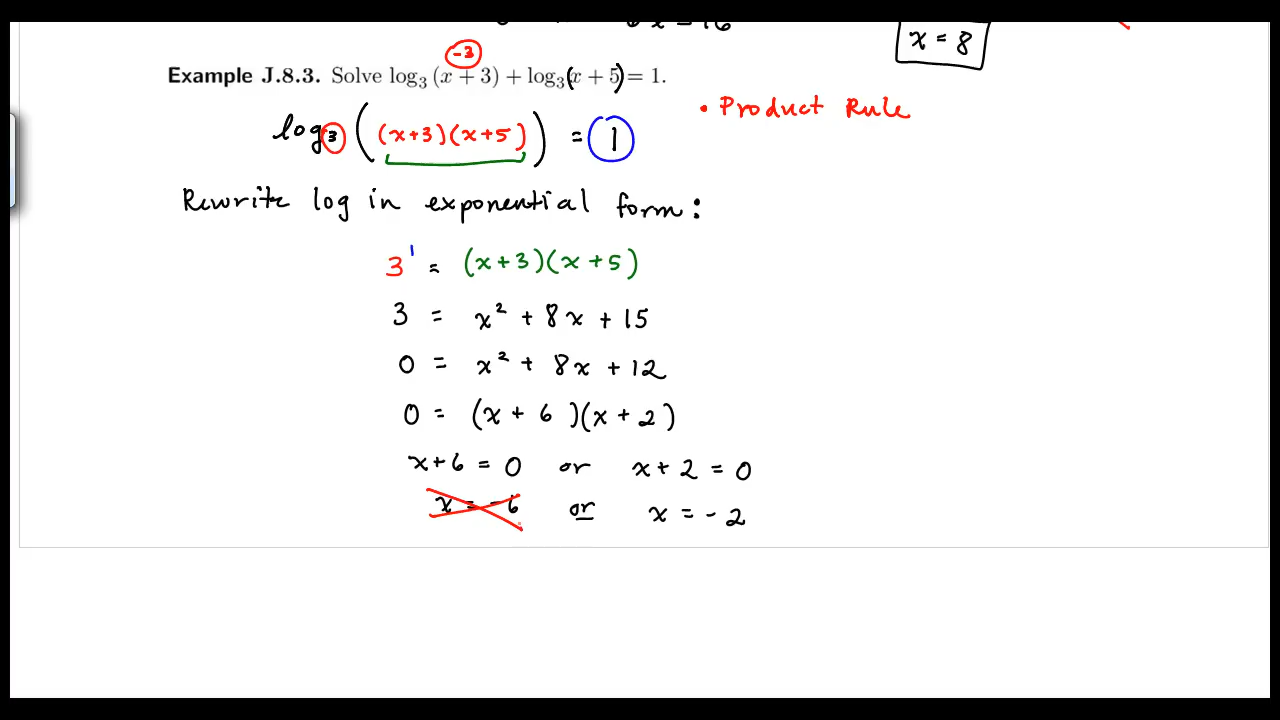 x = 8
-3
Example J.8.3. Solve log₃ (x + 3) + log₃(x + 5) = 1.
• Product Rule
log₃ ((x+3)(x+5)) = 1
Rewrite log in exponential form:
3¹ = (x+3)(x+5)
3 = x² + 8x + 15
0 = x² + 8x + 12
0 = (x + 6)(x + 2)
x+6 = 0 or x + 2 = 0
x = -6 or x = -2